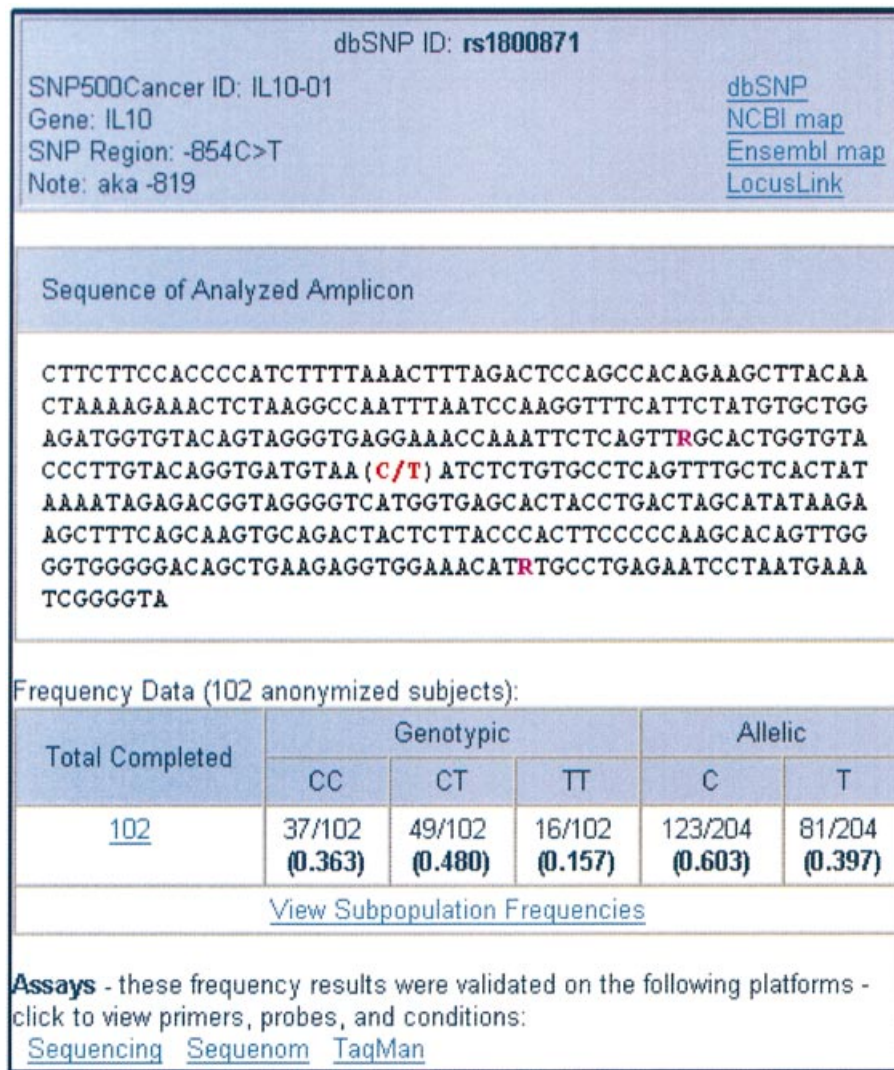 dbSNP ID: rs1800871
SNP500Cancer ID: IL10-01
dbSNP
Gene: IL10
NCBI map
SNP Region: -854C>T
Ensembl map
Note: aka -819
LocusLink
Sequence of Analyzed Amplicon
CTTCTTCCACCCCATCTTTTAAACTTTAGACTCCAGCCACAGAAGCTTACAA
CTAAAAGAAACTCTAAGGCCAATTTAATCCAAGGTTTCATTCTATGTGCTGG
AGATGGTGTACAGTAGGGTGAGGAAACCAAATTCTCAGTTRGCACTGGTGTA
CCCTTGTACAGGTGATGTAA(C/T)ATCTCTGTGCCTCAGTTTGCTCACTAT
AAAATAGAGACGGTAGGGGTCATGGTGAGCACTACCTGACTAGCATATAAGA
AGCTTTCAGCAAGTGCAGACTACTCTTACCCACTTCCCCCAAGCACAGTTGG
GGTGGGGGACAGCTGAAGAGGTGGAAACATRTGCCTGAGAATCCTAATGAAA
TCGGGGTA
Frequency Data (102 anonymized subjects):
Total Completed
Genotypic
Allelic
CC CT TT C T
102 37/102 49/102 16/102 123/204 81/204
(0.363) (0.480) (0.157) (0.603) (0.397)
View Subpopulation Frequencies
Assays - these frequency results were validated on the following platforms -
click to view primers, probes, and conditions:
Sequencing Sequenom TaqMan